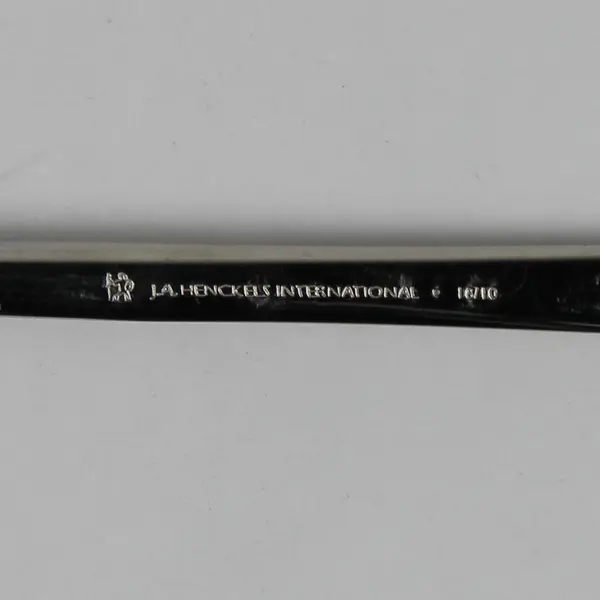 J.A. HENCKELS INTERNATIONAL • 18/10